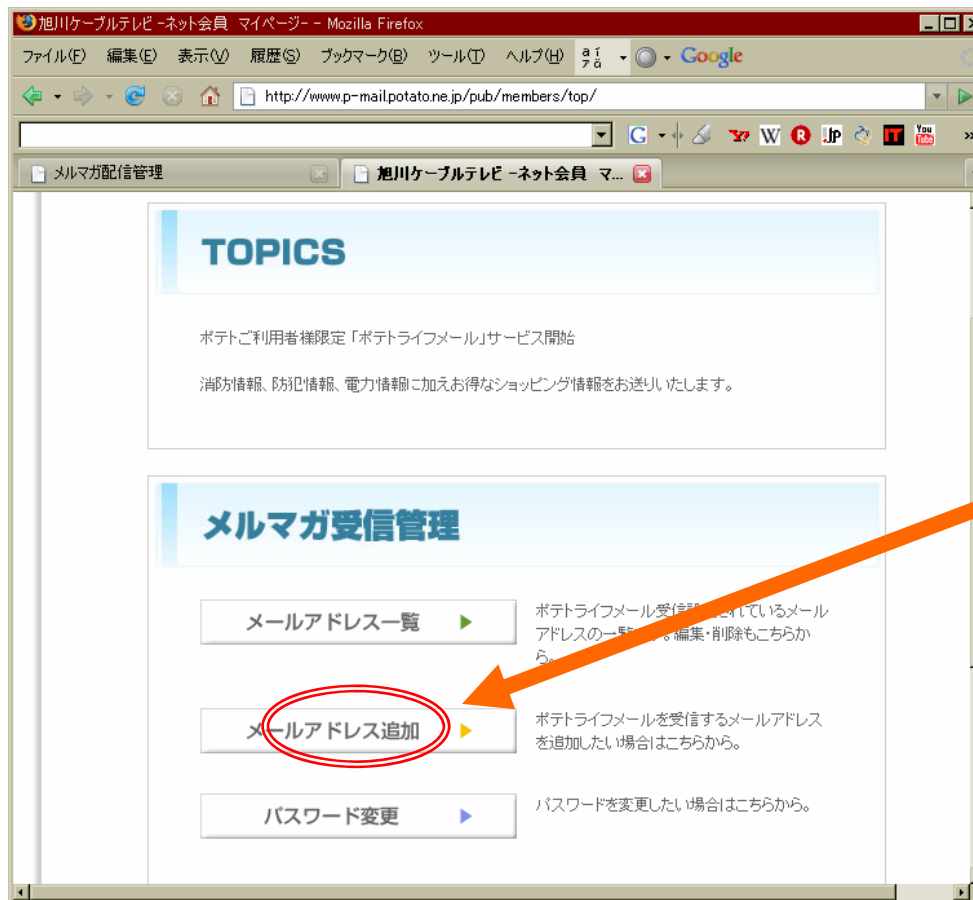 旭川ケーブルテレビ -ネット会員 マイページ- - Mozilla Firefox
ファイル(F) 編集(E) 表示(V) 履歴(S) ブックマーク(B) ツール(T) ヘルプ(H) Google
http://www.p-mail.potato.ne.jp/pub/members/top/
G W R .JP IT You Tube »
メルマガ配信管理 旭川ケーブルテレビ -ネット会員 マ...
TOPICS
ポテトご利用者様限定「ポテトライフメール」サービス開始
消防情報、防犯情報、電力情報に加えお得なショッピング情報をお送りいたします。
メルマガ受信管理
メールアドレス一覧
ポテトライフメール受信されているメール
アドレスの一覧 。編集・削除もこちらか
ら。
メールアドレス追加
ポテトライフメールを受信するメールアドレス
を追加したい場合はこちらから。
パスワード変更
パスワードを変更したい場合はこちらから。